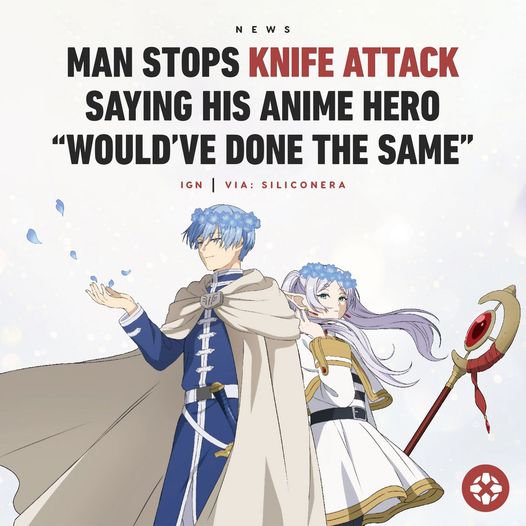 NEWS
MAN STOPS KNIFE ATTACK
SAYING HIS ANIME HERO
“WOULD’VE DONE THE SAME”
IGN | VIA: SILICONERA